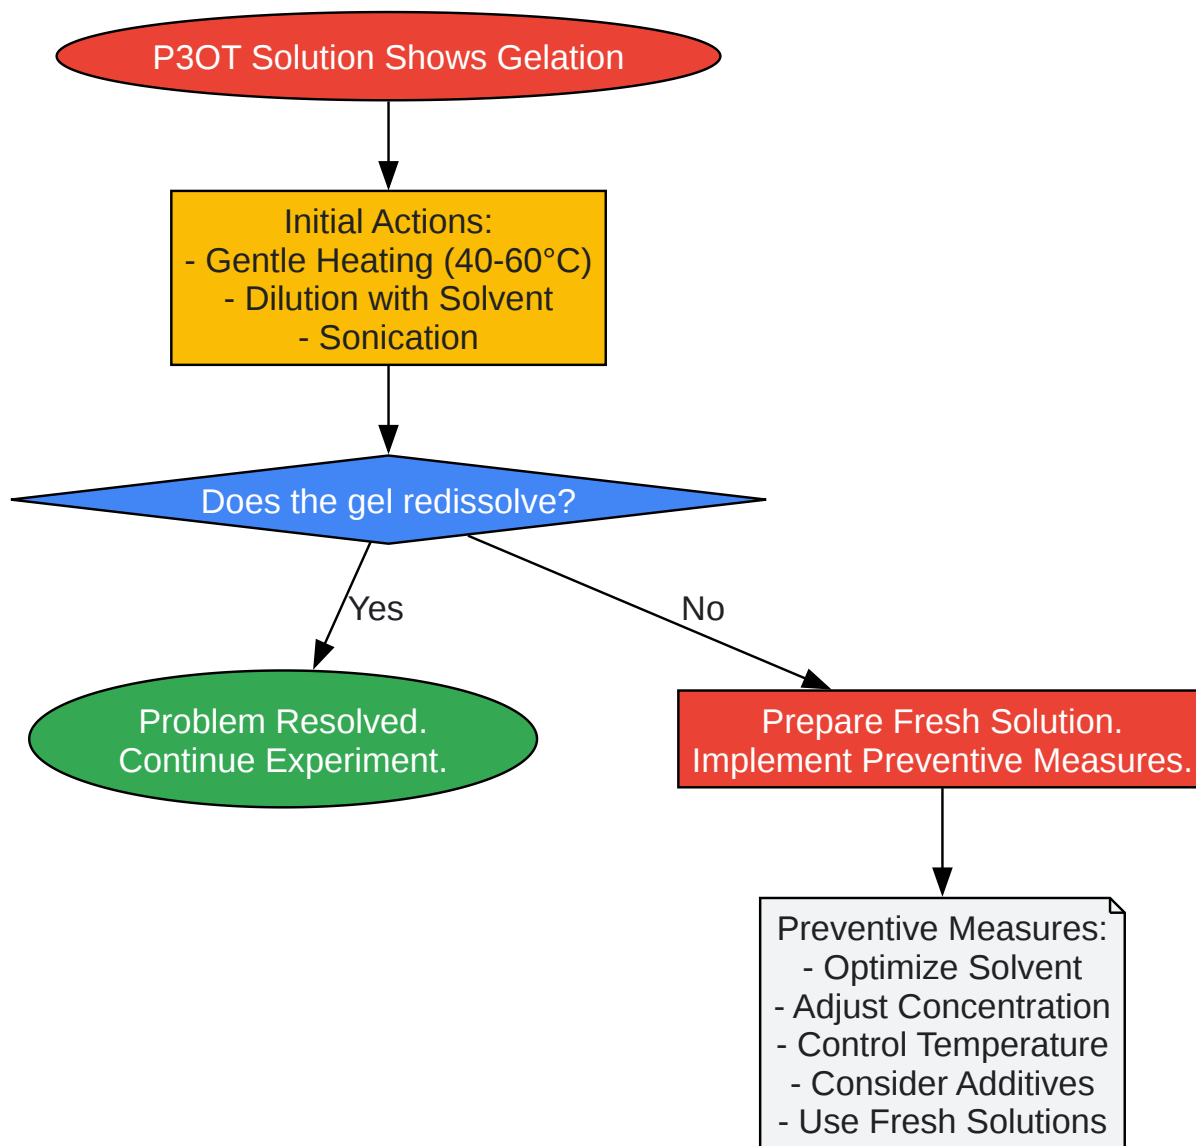 P3OT Solution Shows Gelation
Initial Actions:
- Gentle Heating (40-60°C)
- Dilution with Solvent
- Sonication
Does the gel redissolve?
Yes
No
Problem Resolved.
Continue Experiment.
Prepare Fresh Solution.
Implement Preventive Measures.
Preventive Measures:
- Optimize Solvent
- Adjust Concentration
- Control Temperature
- Consider Additives
- Use Fresh Solutions